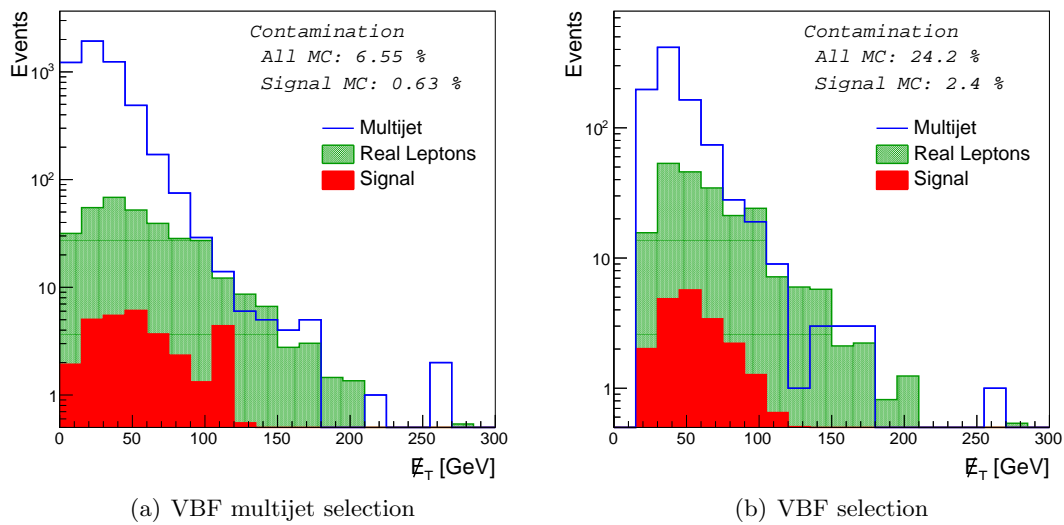 Events
10³
10²
10
1
Contamination
All MC: 6.55 %
Signal MC: 0.63 %
Multijet
Real Leptons
Signal
0 50 100 150 200 250 300
E̸_T [GeV]
(a) VBF multijet selection
Events
10²
10
1
Contamination
All MC: 24.2 %
Signal MC: 2.4 %
Multijet
Real Leptons
Signal
0 50 100 150 200 250 300
E̸_T [GeV]
(b) VBF selection